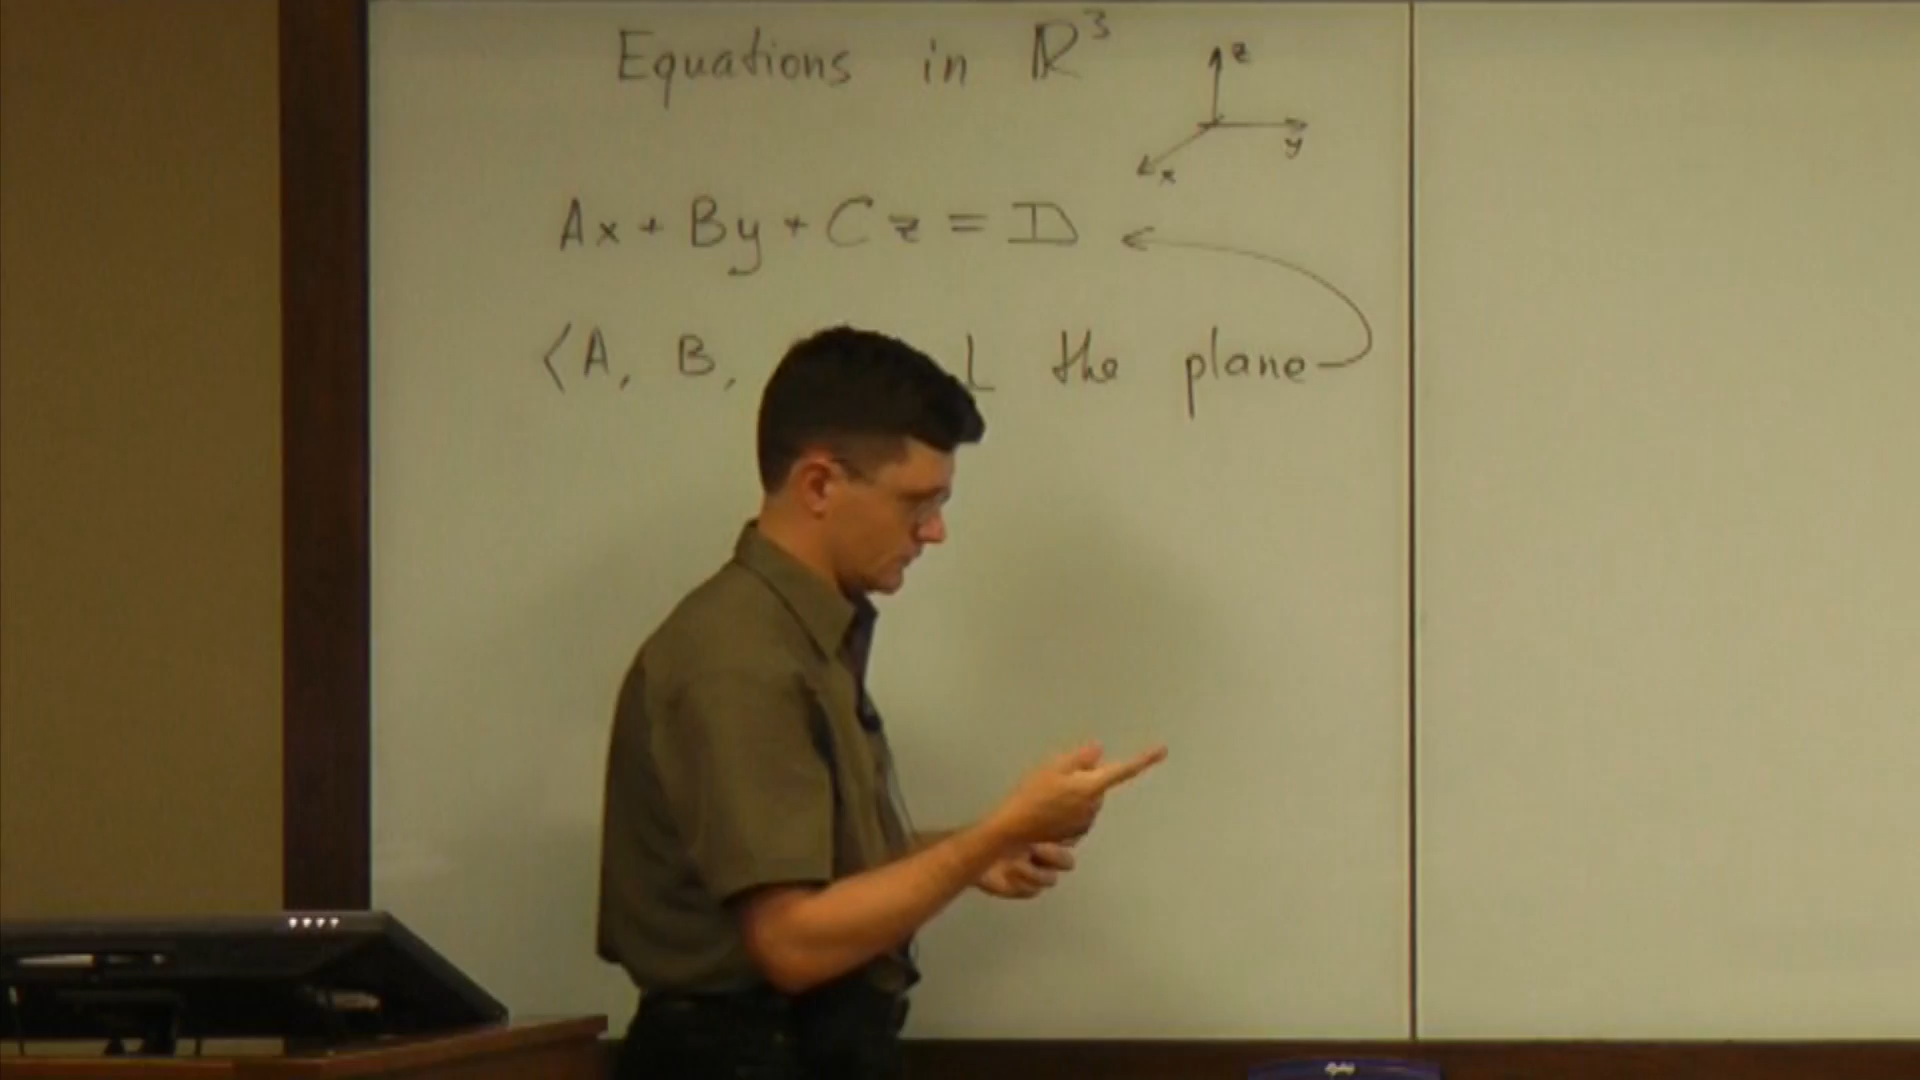 Equations in ℝ³
z
y
x
Ax + By + Cz = D
⟨A, B, ⊥ the plane